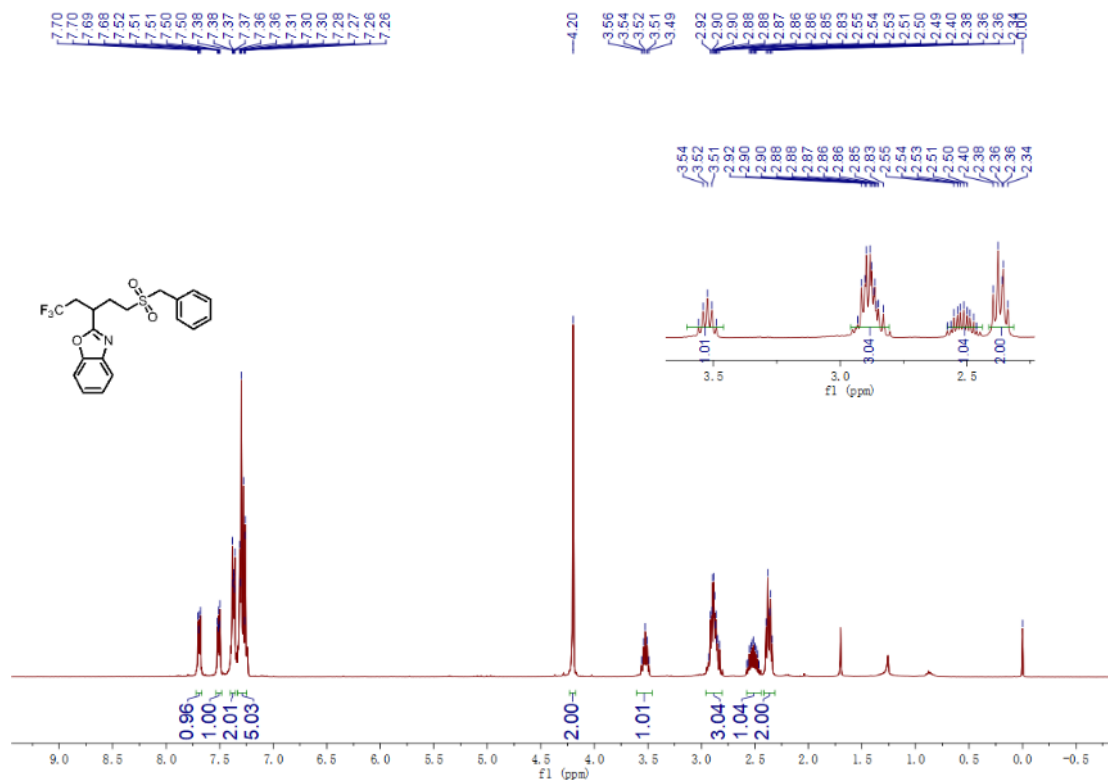 7.70 7.70 7.69 7.68 7.52 7.51 7.51 7.50 7.50 7.38 7.38 7.37 7.37 7.36 7.36 7.31 7.30 7.30 7.28 7.27 7.26 7.26
4.20
3.56 3.54 3.52 3.51 3.49
2.92 2.90 2.90 2.88 2.88 2.87 2.86 2.86 2.85 2.83 2.55 2.54 2.53 2.51 2.50 2.49 2.40 2.38 2.36 2.36 2.34
-0.00
3.54 3.52 3.51 2.92 2.90 2.90 2.88 2.88 2.87 2.86 2.86 2.85 2.83 2.55 2.54 2.53 2.51 2.50 2.40 2.38 2.36 2.36 2.34
1.01 3.04 1.04 2.00
3.5 3.0 2.5
f1 (ppm)
O
F3C
S
O
O
N
0.96 1.00 2.01 5.03 2.00 1.01 3.04 1.04 2.00
9.0 8.5 8.0 7.5 7.0 6.5 6.0 5.5 5.0 4.5 4.0 3.5 3.0 2.5 2.0 1.5 1.0 0.5 0.0 -0.5
f1 (ppm)